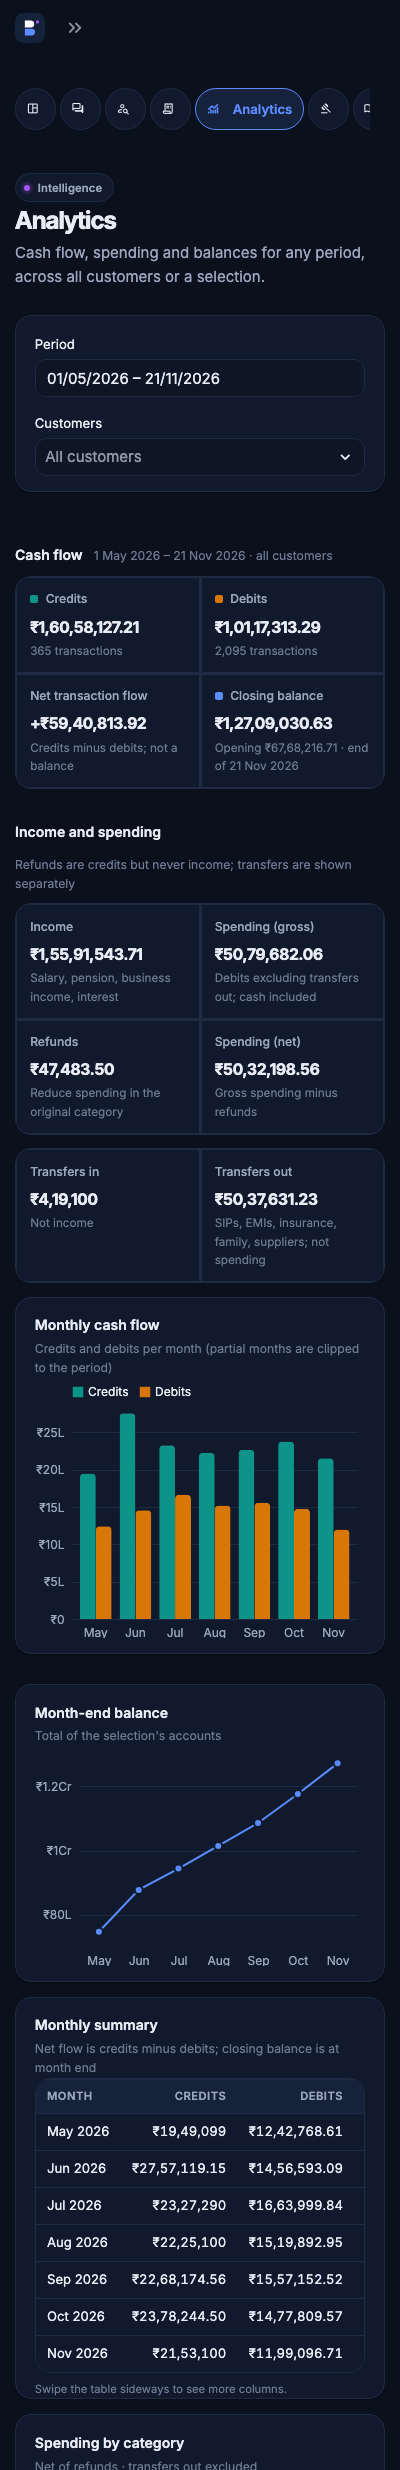 B
Analytics
Intelligence
Analytics
Cash flow, spending and balances for any period,
across all customers or a selection.
Period
01/05/2026 – 21/11/2026
Customers
All customers
Cash flow 1 May 2026 – 21 Nov 2026 · all customers
Credits
₹1,60,58,127.21
365 transactions
Debits
₹1,01,17,313.29
2,095 transactions
Net transaction flow
+₹59,40,813.92
Credits minus debits; not a
balance
Closing balance
₹1,27,09,030.63
Opening ₹67,68,216.71 · end
of 21 Nov 2026
Income and spending
Refunds are credits but never income; transfers are shown
separately
Income
₹1,55,91,543.71
Salary, pension, business
income, interest
Spending (gross)
₹50,79,682.06
Debits excluding transfers
out; cash included
Refunds
₹47,483.50
Reduce spending in the
original category
Spending (net)
₹50,32,198.56
Gross spending minus
refunds
Transfers in
₹4,19,100
Not income
Transfers out
₹50,37,631.23
SIPs, EMIs, insurance,
family, suppliers; not
spending
Monthly cash flow
Credits and debits per month (partial months are clipped
to the period)
Credits Debits
₹25L
₹20L
₹15L
₹10L
₹5L
₹0
May Jun Jul Aug Sep Oct Nov
Month-end balance
Total of the selection's accounts
₹1.2Cr
₹1Cr
₹80L
May Jun Jul Aug Sep Oct Nov
Monthly summary
Net flow is credits minus debits; closing balance is at
month end
MONTH CREDITS DEBITS
May 2026 ₹19,49,099 ₹12,42,768.61
Jun 2026 ₹27,57,119.15 ₹14,56,593.09
Jul 2026 ₹23,27,290 ₹16,63,999.84
Aug 2026 ₹22,25,100 ₹15,19,892.95
Sep 2026 ₹22,68,174.56 ₹15,57,152.52
Oct 2026 ₹23,78,244.50 ₹14,77,809.57
Nov 2026 ₹21,53,100 ₹11,99,096.71
Swipe the table sideways to see more columns.
Spending by category
Net of refunds · transfers out excluded